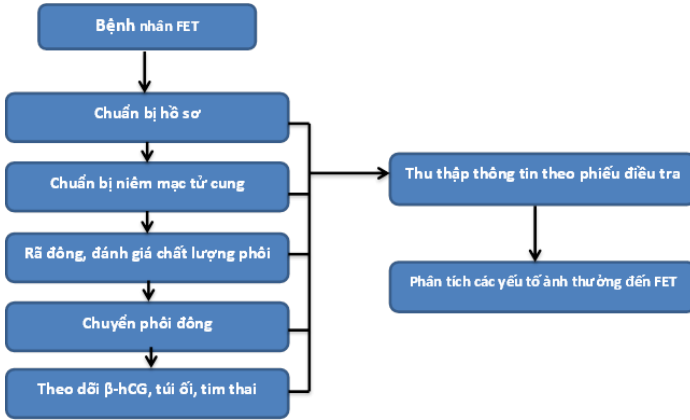 Bệnh nhân FET
Chuẩn bị hồ sơ
Chuẩn bị niêm mạc tử cung
Rã đông, đánh giá chất lượng phôi
Chuyển phôi đông
Theo dõi β-hCG, túi ối, tim thai
Thu thập thông tin theo phiếu điều tra
Phân tích các yếu tố ành thưởng đến FET